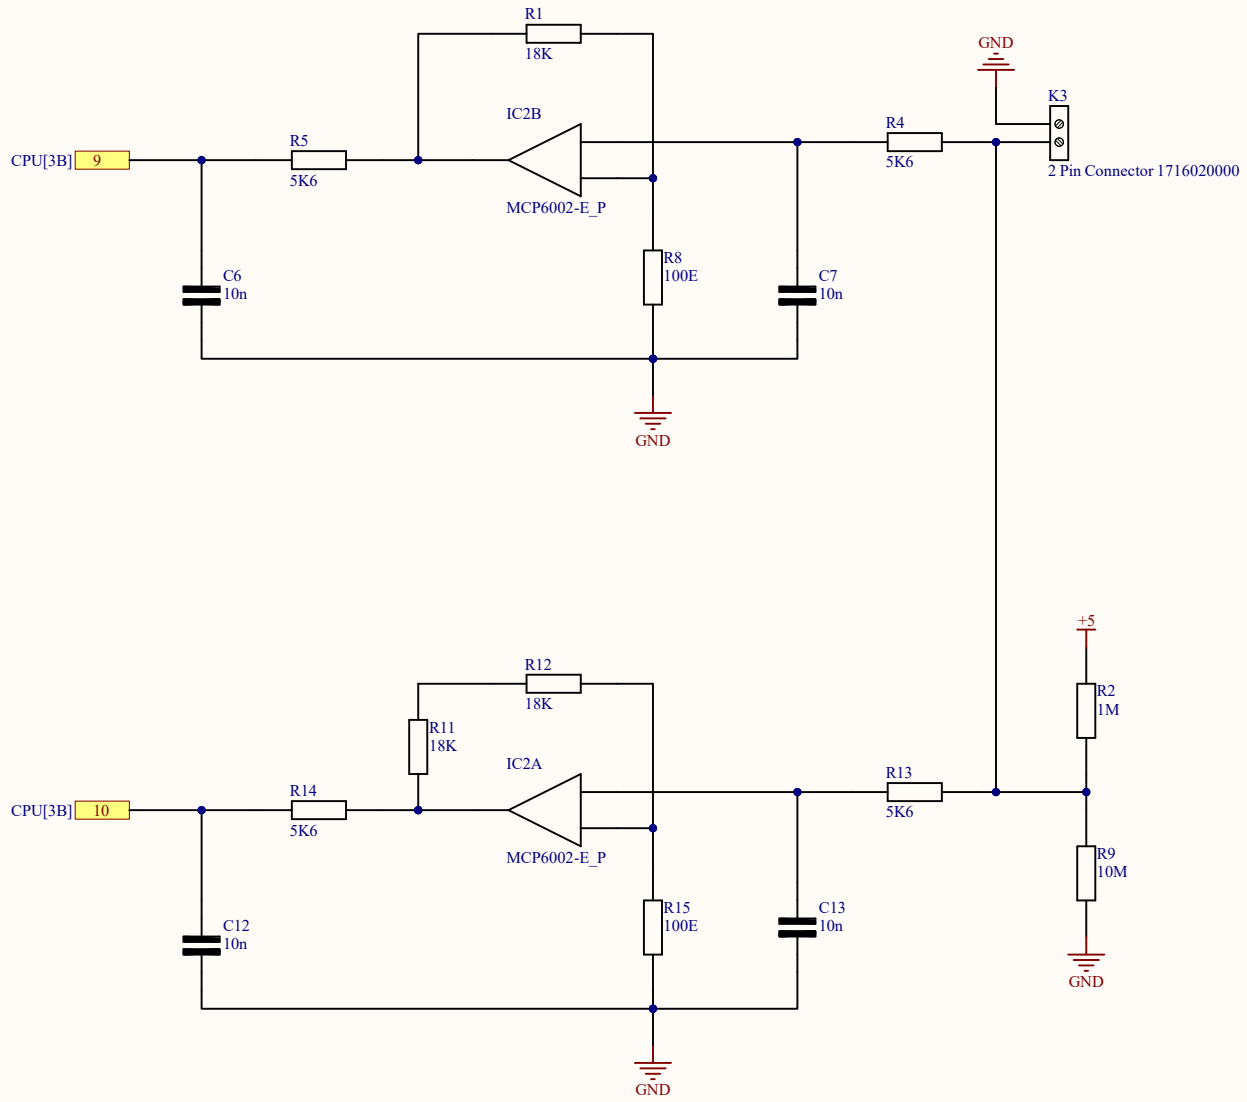 R1
18K
GND
K3
IC2B
R4
5K6
R5
5K6
CPU[3B] 9
2 Pin Connector 1716020000
MCP6002-E_P
R8
100E
C6
10n
C7
10n
GND
+5
R12
18K
R2
1M
R11
18K
IC2A
R13
5K6
R14
5K6
CPU[3B] 10
MCP6002-E_P
R9
10M
R15
100E
C13
10n
C12
10n
GND
GND